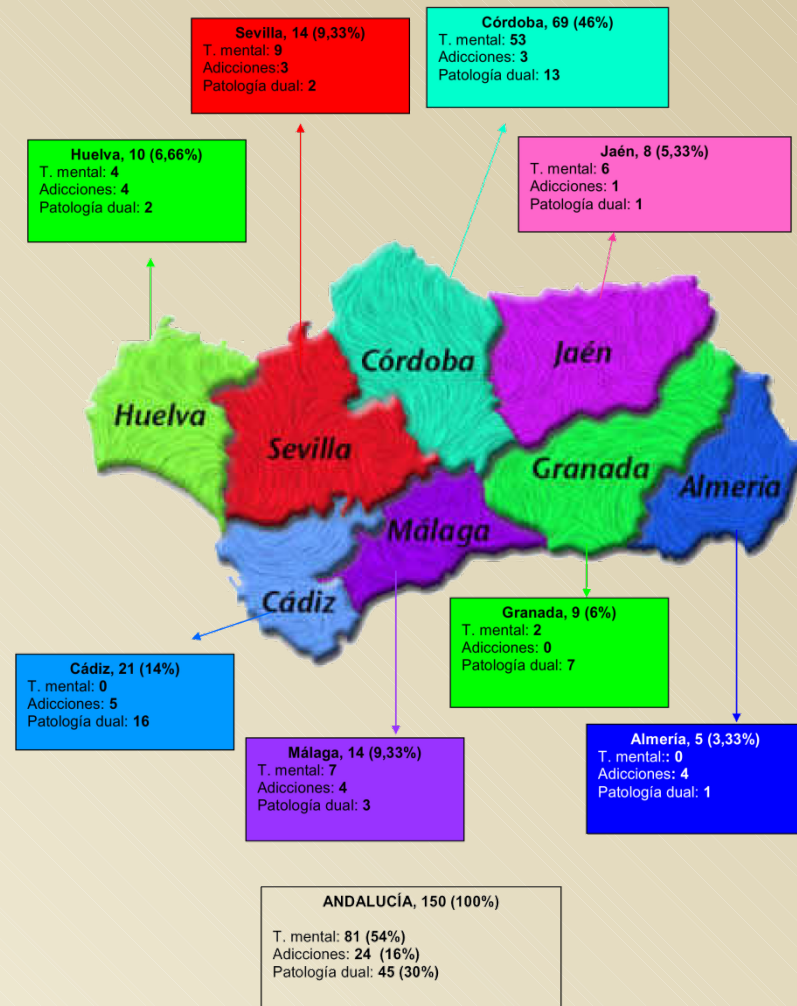 Sevilla, 14 (9,33%)
T. mental: 9
Adicciones:3
Patología dual: 2
Córdoba, 69 (46%)
T. mental: 53
Adicciones: 3
Patología dual: 13
Huelva, 10 (6,66%)
T. mental: 4
Adicciones: 4
Patología dual: 2
Jaén, 8 (5,33%)
T. mental: 6
Adicciones: 1
Patología dual: 1
Huelva
Sevilla
Córdoba
Jaén
Granada
Almería
Málaga
Cádiz
Granada, 9 (6%)
T. mental: 2
Adicciones: 0
Patología dual: 7
Cádiz, 21 (14%)
T. mental: 0
Adicciones: 5
Patología dual: 16
Málaga, 14 (9,33%)
T. mental: 7
Adicciones: 4
Patología dual: 3
Almería, 5 (3,33%)
T. mental:: 0
Adicciones: 4
Patología dual: 1
ANDALUCÍA, 150 (100%)
T. mental: 81 (54%)
Adicciones: 24 (16%)
Patología dual: 45 (30%)